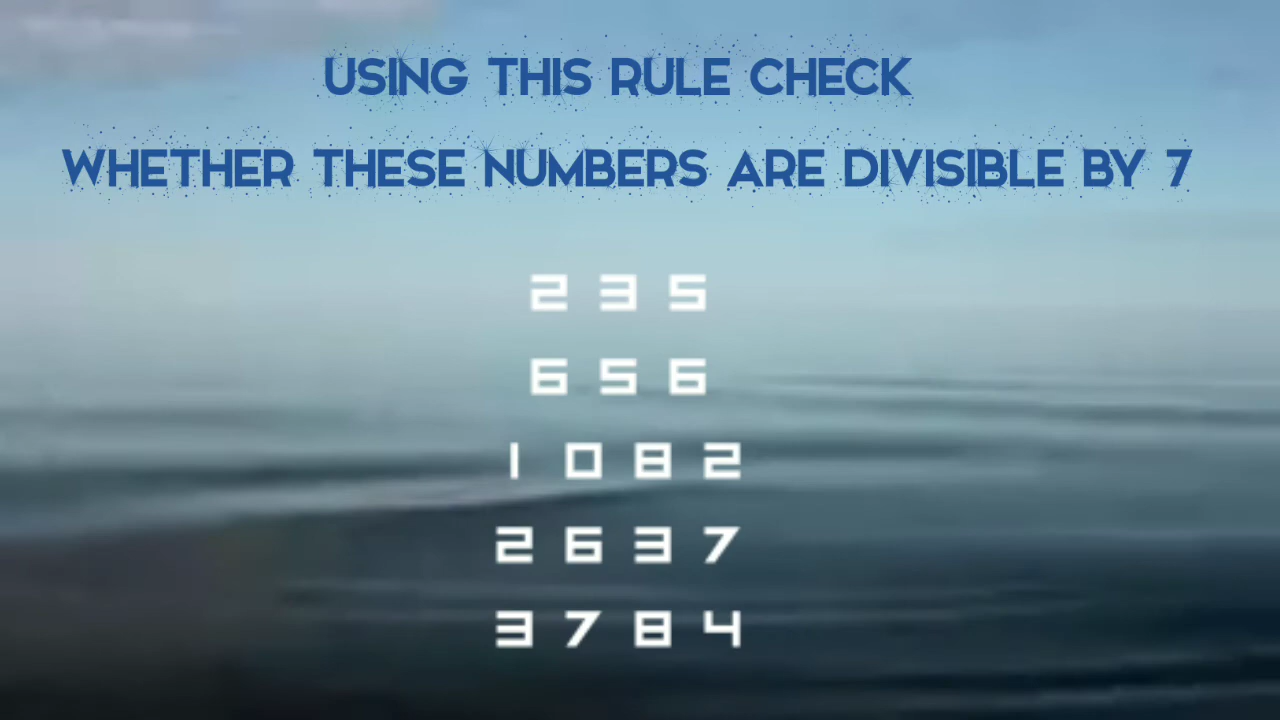 USING THIS RULE CHECK
WHETHER THESE NUMBERS ARE DIVISIBLE BY 7
235
656
1082
2637
3784